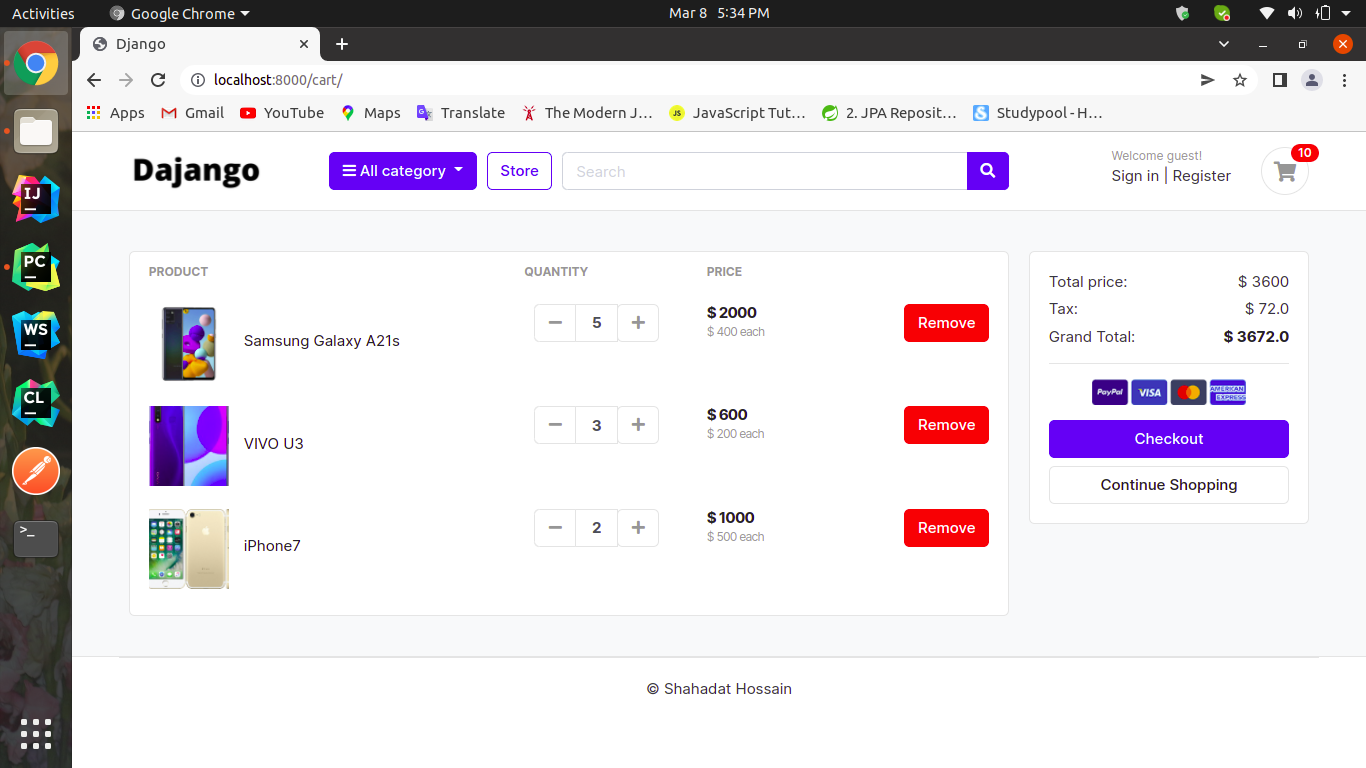 Activities
Google Chrome
Mar 8 5:34 PM
Django
localhost:8000/cart/
Apps
Gmail
YouTube
Maps
Translate
The Modern J…
JS
JavaScript Tut…
2. JPA Reposit…
Studypool - H…
IJ
PC
WS
CL
>_
Dajango
All category
Store
Search
Welcome guest!
Sign in | Register
10
PRODUCT QUANTITY PRICE
Samsung Galaxy A21s
− 5 +
$ 2000
$ 400 each
Remove
VIVO U3
− 3 +
$ 600
$ 200 each
Remove
iPhone7
− 2 +
$ 1000
$ 500 each
Remove
Total price: $ 3600
Tax: $ 72.0
Grand Total: $ 3672.0
PayPal
VISA
AMERICAN
EXPRESS
Checkout
Continue Shopping
© Shahadat Hossain